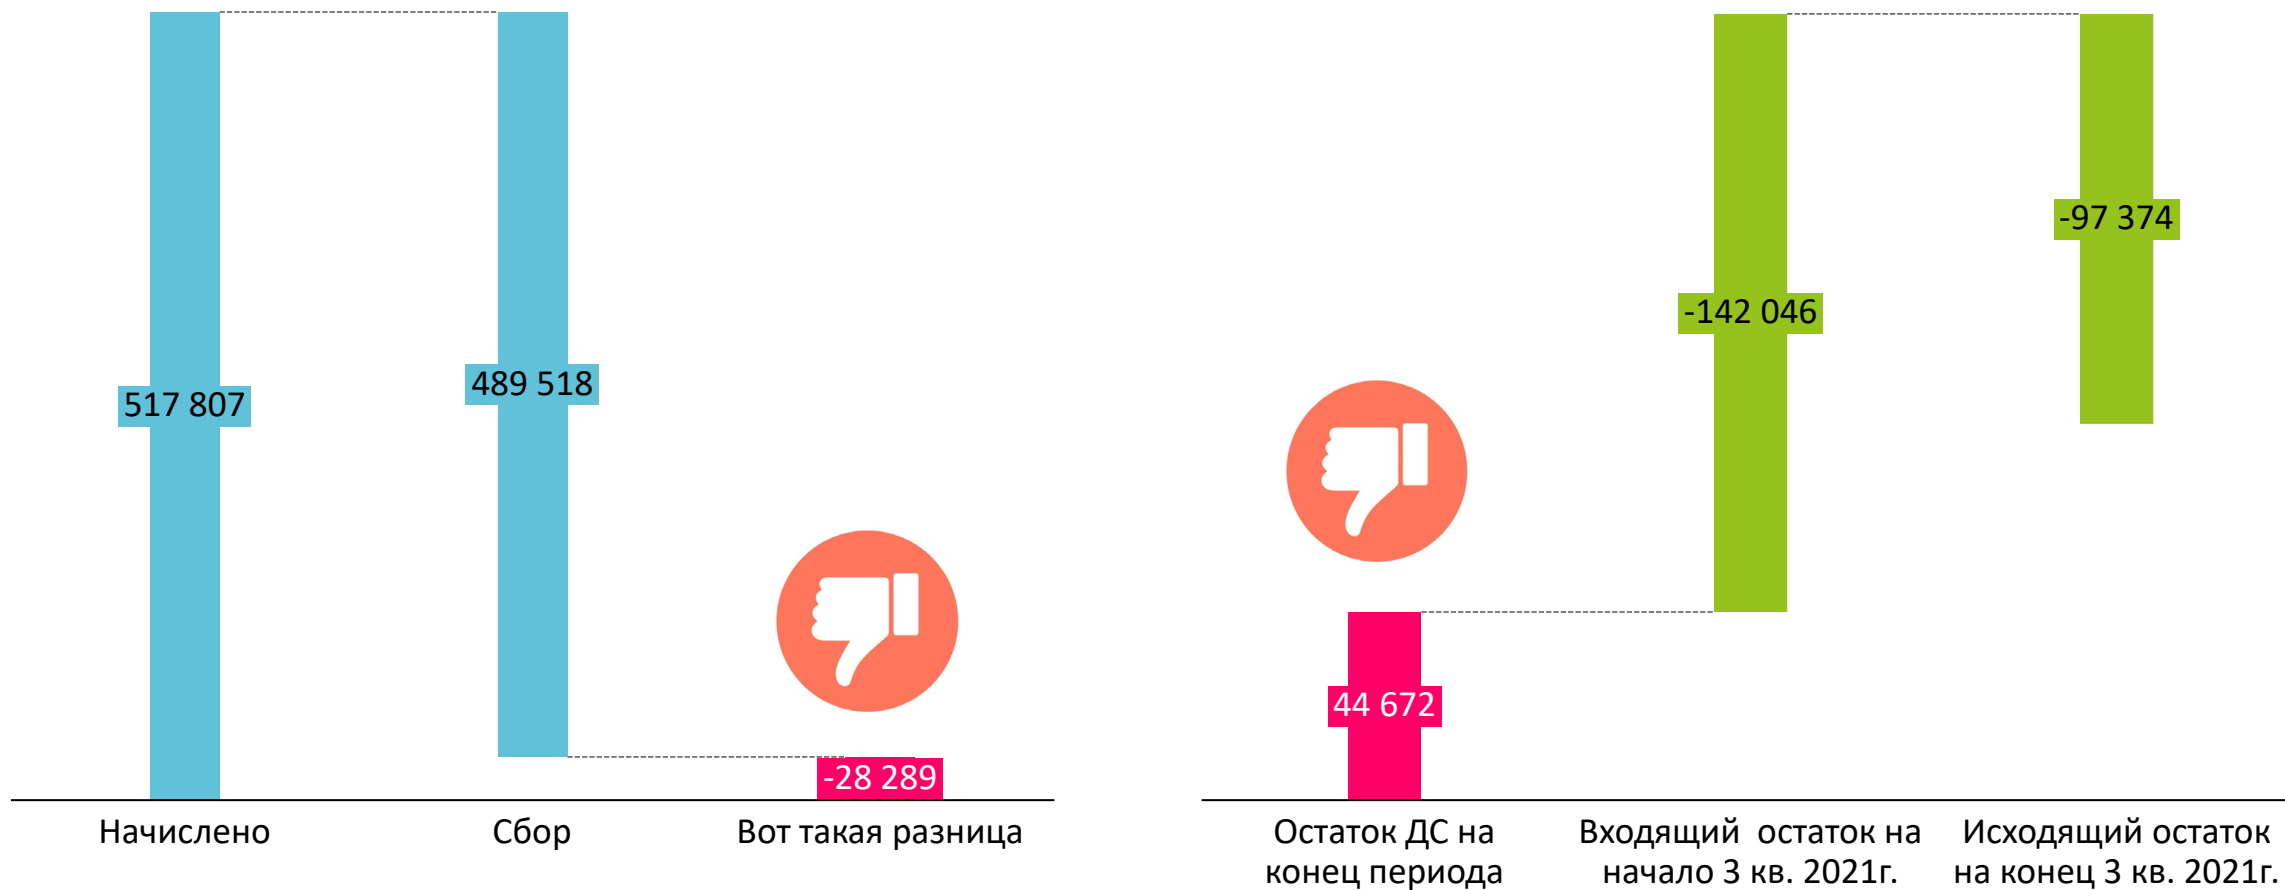 517 807
489 518
-28 289
Начислено
Сбор
Вот такая разница
44 672
-142 046
-97 374
Остаток ДС на
конец периода
Входящий  остаток на
начало 3 кв. 2021г.
Исходящий остаток
на конец 3 кв. 2021г.